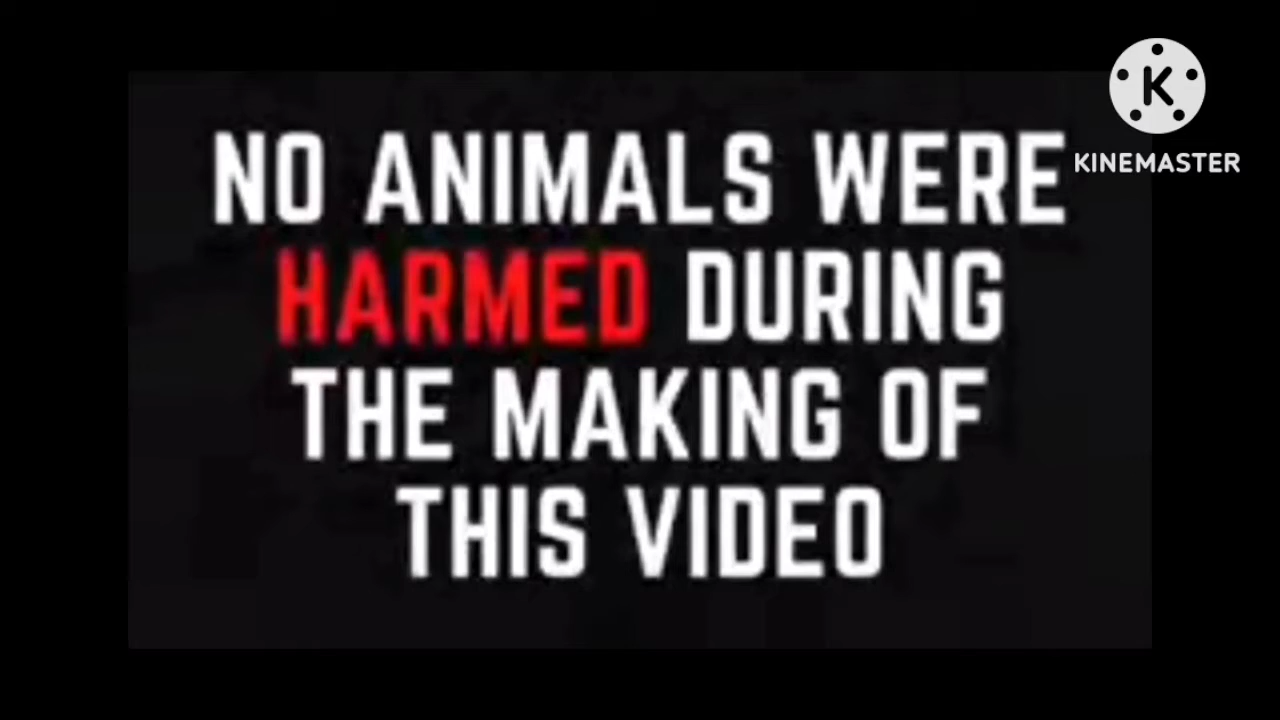 NO ANIMALS WERE
HARMED DURING
THE MAKING OF
THIS VIDEO
K
KINEMASTER